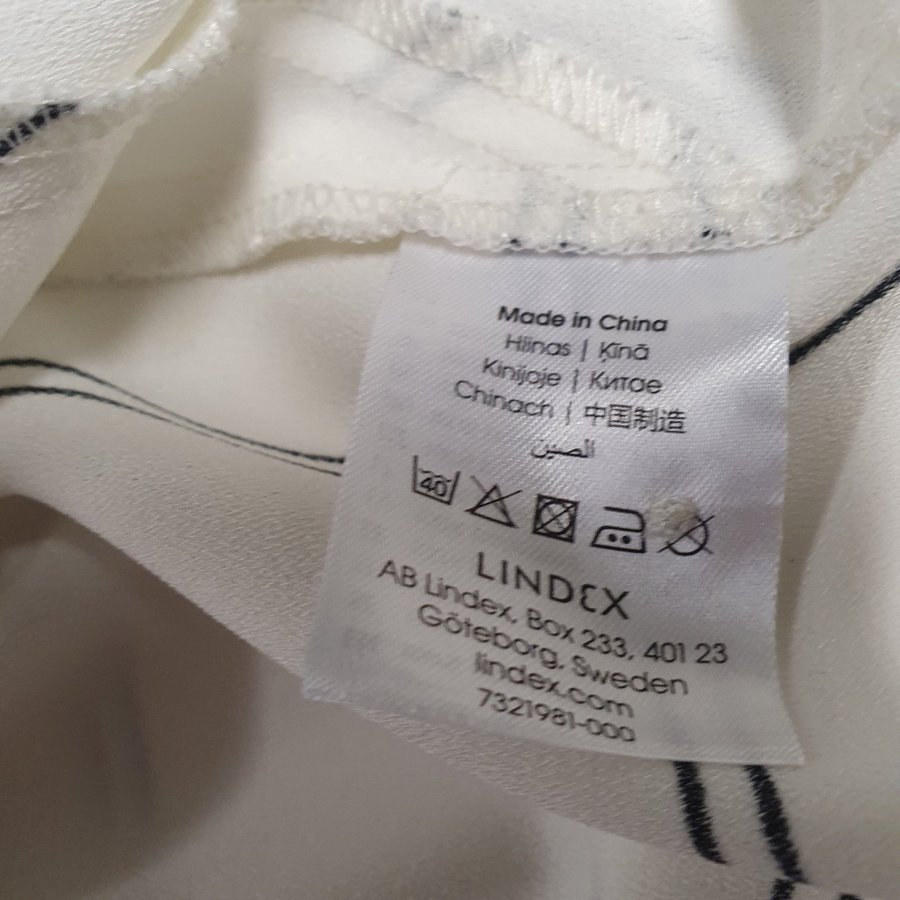 Made in China
Hiinas | Ķīnā
Kinijoje | Китае
Chinach | 中国制造
الصين
40
LINDEX
AB Lindex, Box 233, 401 23
Göteborg, Sweden
lindex.com
7321981-000